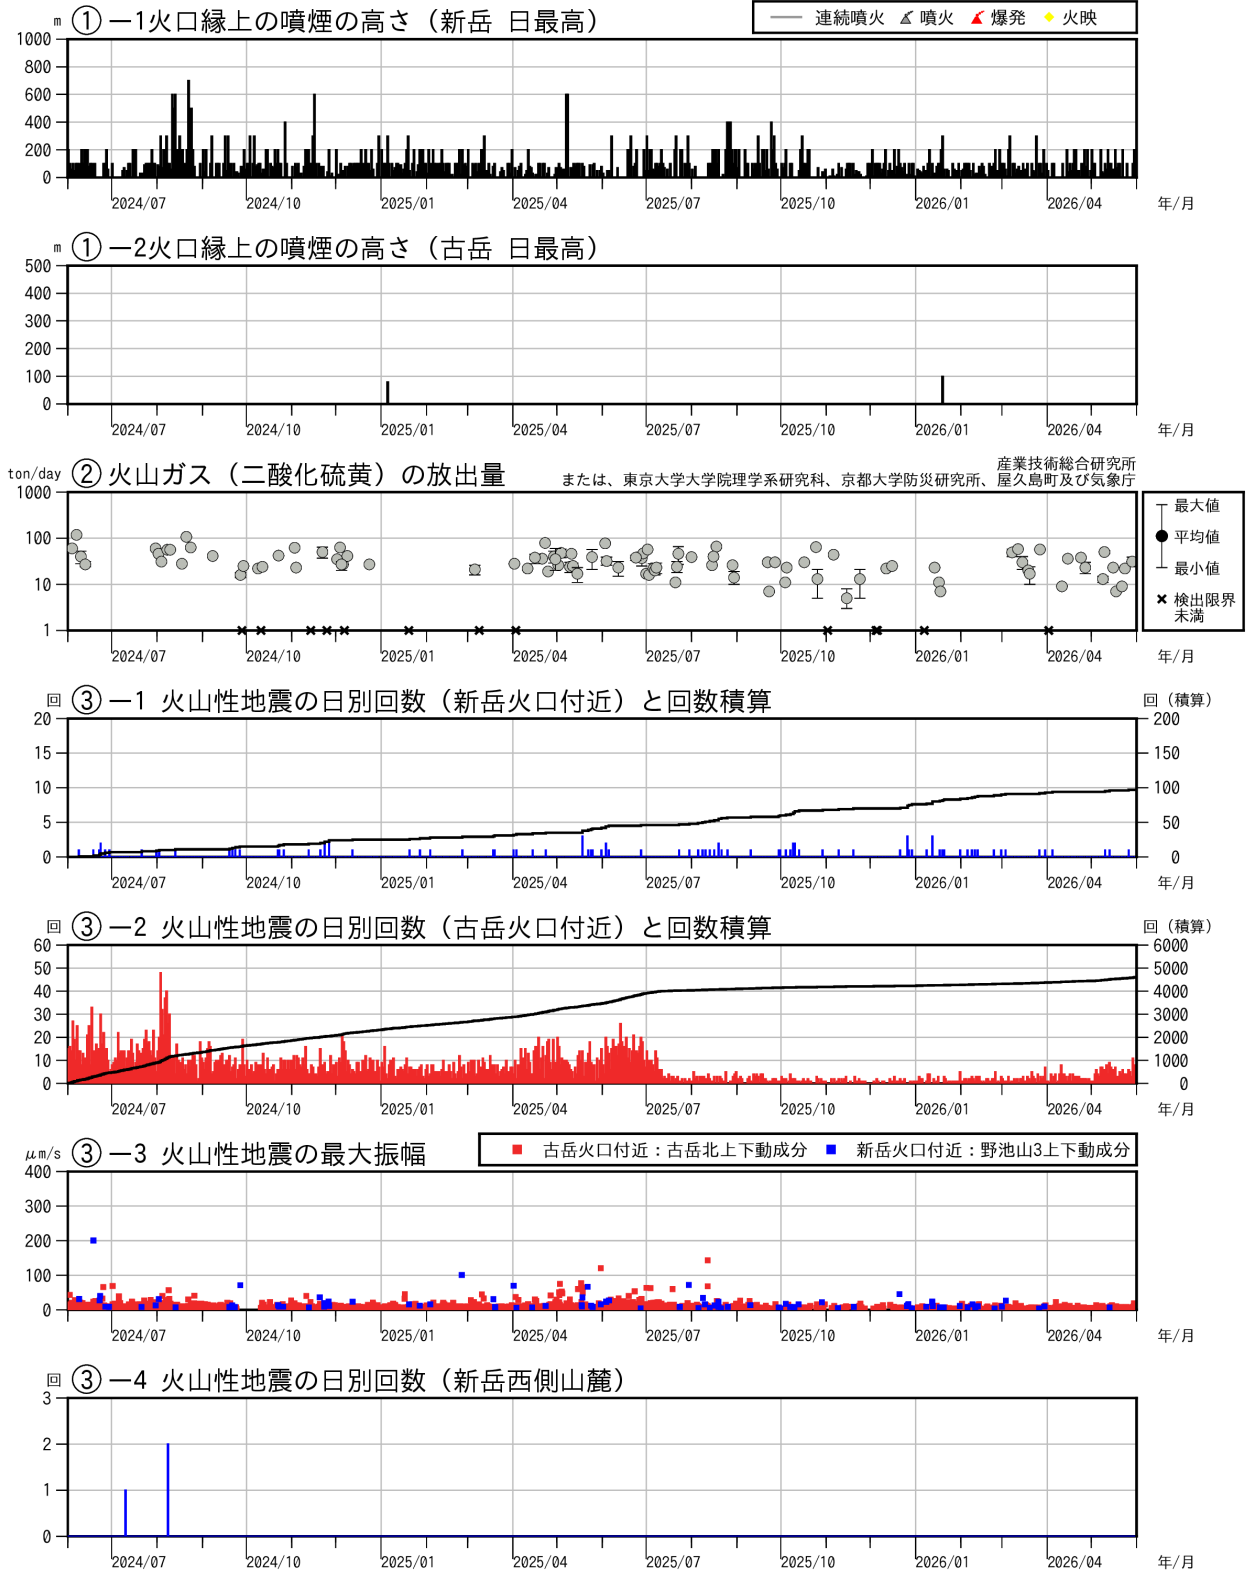 m ①－1火口縁上の噴煙の高さ（新岳 日最高）
連続噴火 噴火 爆発 火映
1000
800
600
400
200
0
2024/07 2024/10 2025/01 2025/04 2025/07 2025/10 2026/01 2026/04 年/月
m ①－2火口縁上の噴煙の高さ（古岳 日最高）
500
400
300
200
100
0
2024/07 2024/10 2025/01 2025/04 2025/07 2025/10 2026/01 2026/04 年/月
ton/day ②火山ガス（二酸化硫黄）の放出量
産業技術総合研究所
または、東京大学大学院理学系研究科、京都大学防災研究所、屋久島町及び気象庁
1000
100
10
1
最大値
平均値
最小値
検出限界
未満
2024/07 2024/10 2025/01 2025/04 2025/07 2025/10 2026/01 2026/04 年/月
回 ③－1 火山性地震の日別回数（新岳火口付近）と回数積算 回（積算）
20 200
15 150
10 100
5 50
0 0
2024/07 2024/10 2025/01 2025/04 2025/07 2025/10 2026/01 2026/04 年/月
回 ③－2 火山性地震の日別回数（古岳火口付近）と回数積算 回（積算）
60 6000
50 5000
40 4000
30 3000
20 2000
10 1000
0 0
2024/07 2024/10 2025/01 2025/04 2025/07 2025/10 2026/01 2026/04 年/月
μm/s ③－3 火山性地震の最大振幅
古岳火口付近：古岳北上下動成分 新岳火口付近：野池山3上下動成分
400
300
200
100
0
2024/07 2024/10 2025/01 2025/04 2025/07 2025/10 2026/01 2026/04 年/月
回 ③－4 火山性地震の日別回数（新岳西側山麓）
3
2
1
0
2024/07 2024/10 2025/01 2025/04 2025/07 2025/10 2026/01 2026/04 年/月